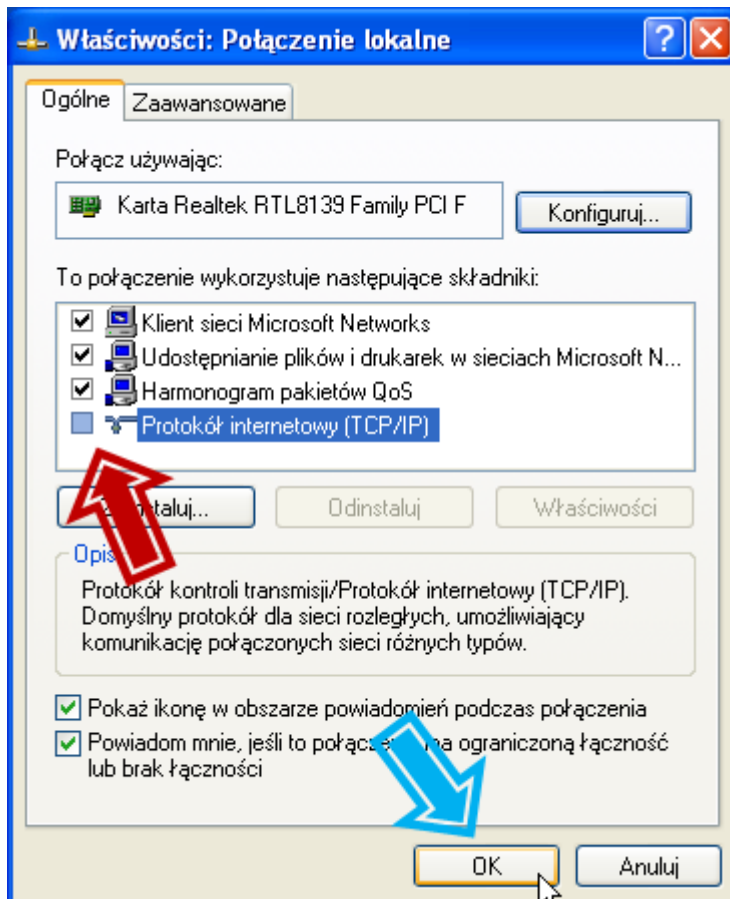 Właściwości: Połączenie lokalne
Ogólne
Zaawansowane
Połącz używając:
Karta Realtek RTL8139 Family PCI F
Konfiguruj...
To połączenie wykorzystuje następujące składniki:
Klient sieci Microsoft Networks
Udostępnianie plików i drukarek w sieciach Microsoft N...
Harmonogram pakietów QoS
Protokół internetowy (TCP/IP)
Odinstaluj
Właściwości
Opis
Protokół kontroli transmisji/Protokół internetowy (TCP/IP).
Domyślny protokół dla sieci rozległych, umożliwiający
komunikację połączonych sieci różnych typów.
Pokaż ikonę w obszarze powiadomień podczas połączenia
Powiadom mnie, jeśli to ma ograniczoną łączność
lub brak łączności
OK
Anuluj